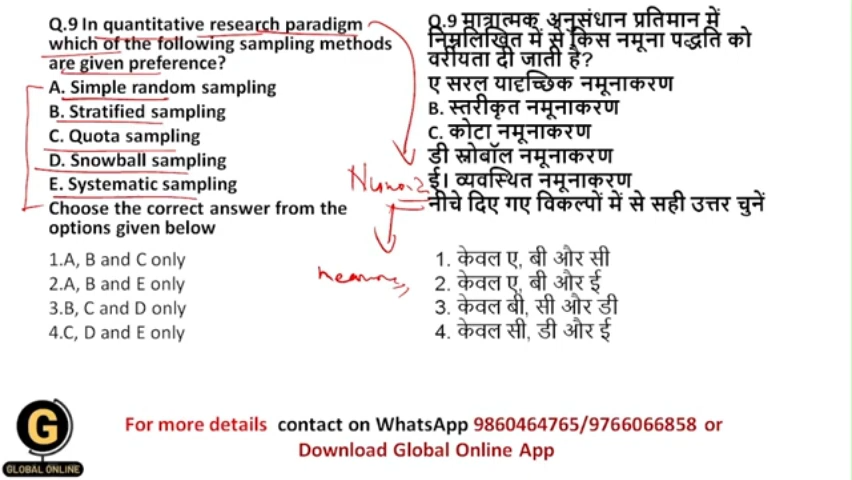 Q.9 In quantitative research paradigm
which of the following sampling methods
are given preference?
A. Simple random sampling
B. Stratified sampling
C. Quota sampling
D. Snowball sampling
E. Systematic sampling
Choose the correct answer from the
options given below
1.A, B and C only
2.A, B and E only
3.B, C and D only
4.C, D and E only
Q.9 मात्रात्मक अनुसंधान प्रतिमान में
निम्नलिखित में से किस नमूना पद्धति को
वरीयता दी जाती है?
ए सरल यादृच्छिक नमूनाकरण
B. स्तरीकृत नमूनाकरण
C. कोटा नमूनाकरण
डी स्नोबॉल नमूनाकरण
ई। व्यवस्थित नमूनाकरण
नीचे दिए गए विकल्पों में से सही उत्तर चुनें
1. केवल ए, बी और सी
2. केवल ए, बी और ई
3. केवल बी, सी और डी
4. केवल सी, डी और ई
G
GLOBAL ONLINE
For more details contact on WhatsApp 9860464765/9766066858 or
Download Global Online App